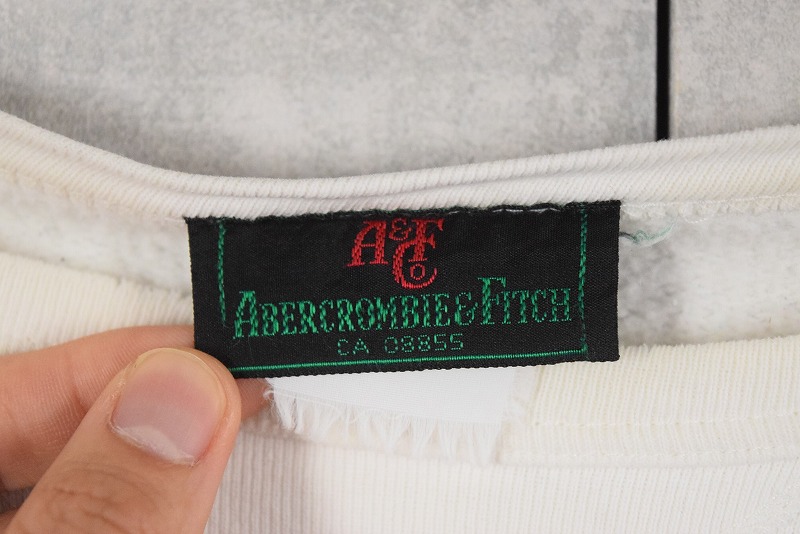 A&F
Co
ABERCROMBIE & FITCH
CA 08855